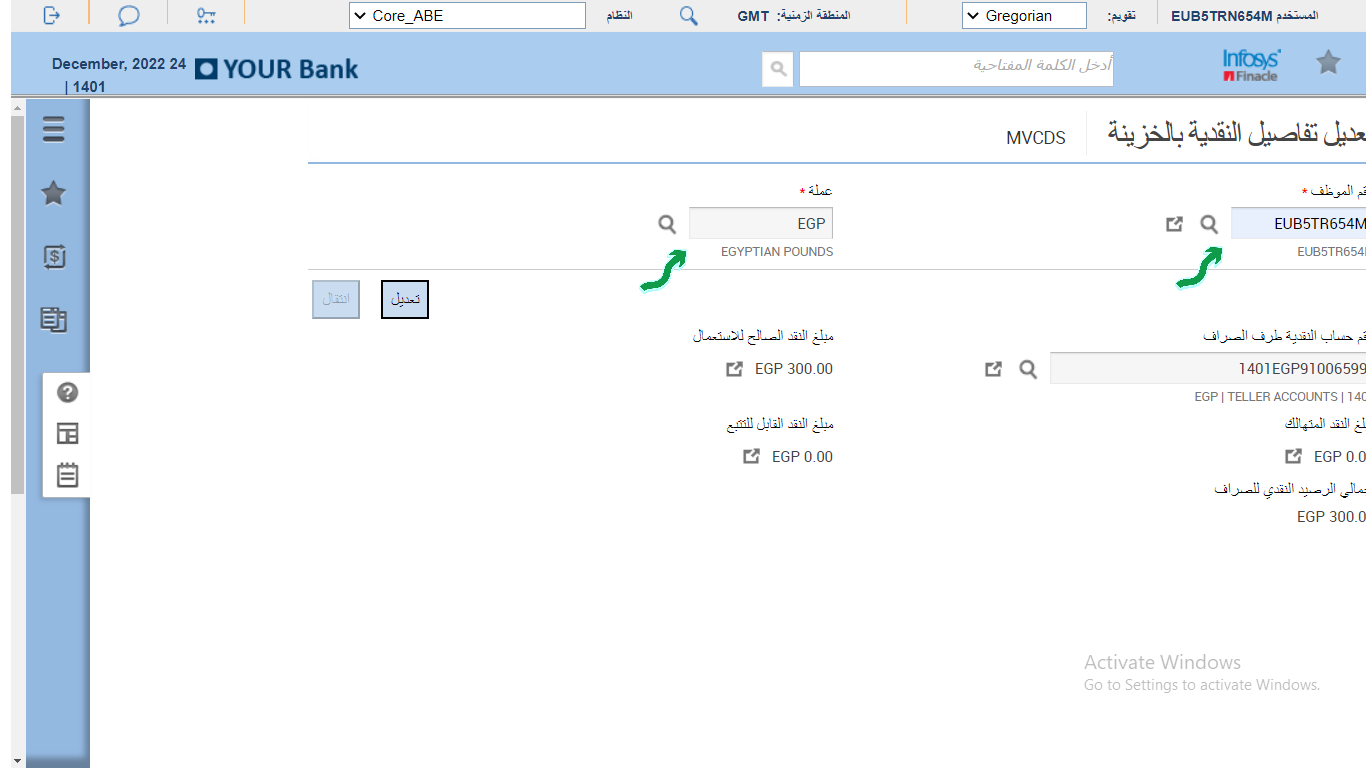 المستخدم EUB5TRN654M تقويم: Gregorian المنطقة الزمنية: GMT النظام Core_ABE
Infosys
Finacle
أدخل الكلمة المفتاحية
YOUR Bank
December, 2022 24
| 1401
عديل تفاصيل النقدية بالخزينة MVCDS
قم الموظف * عملة *
EUB5TR654M EGP
EUB5TR654 EGYPTIAN POUNDS
تعديل انتقال
قم حساب النقدية طرف الصراف مبلغ النقد الصالح للاستعمال
1401EGP91006599 EGP 300.00
EGP | TELLER ACCOUNTS | 140
لغ النقد المتهالك مبلغ النقد القابل للتتبع
EGP 0.0 EGP 0.00
مالي الرصيد النقدي للصراف
EGP 300.0
Activate Windows
Go to Settings to activate Windows.